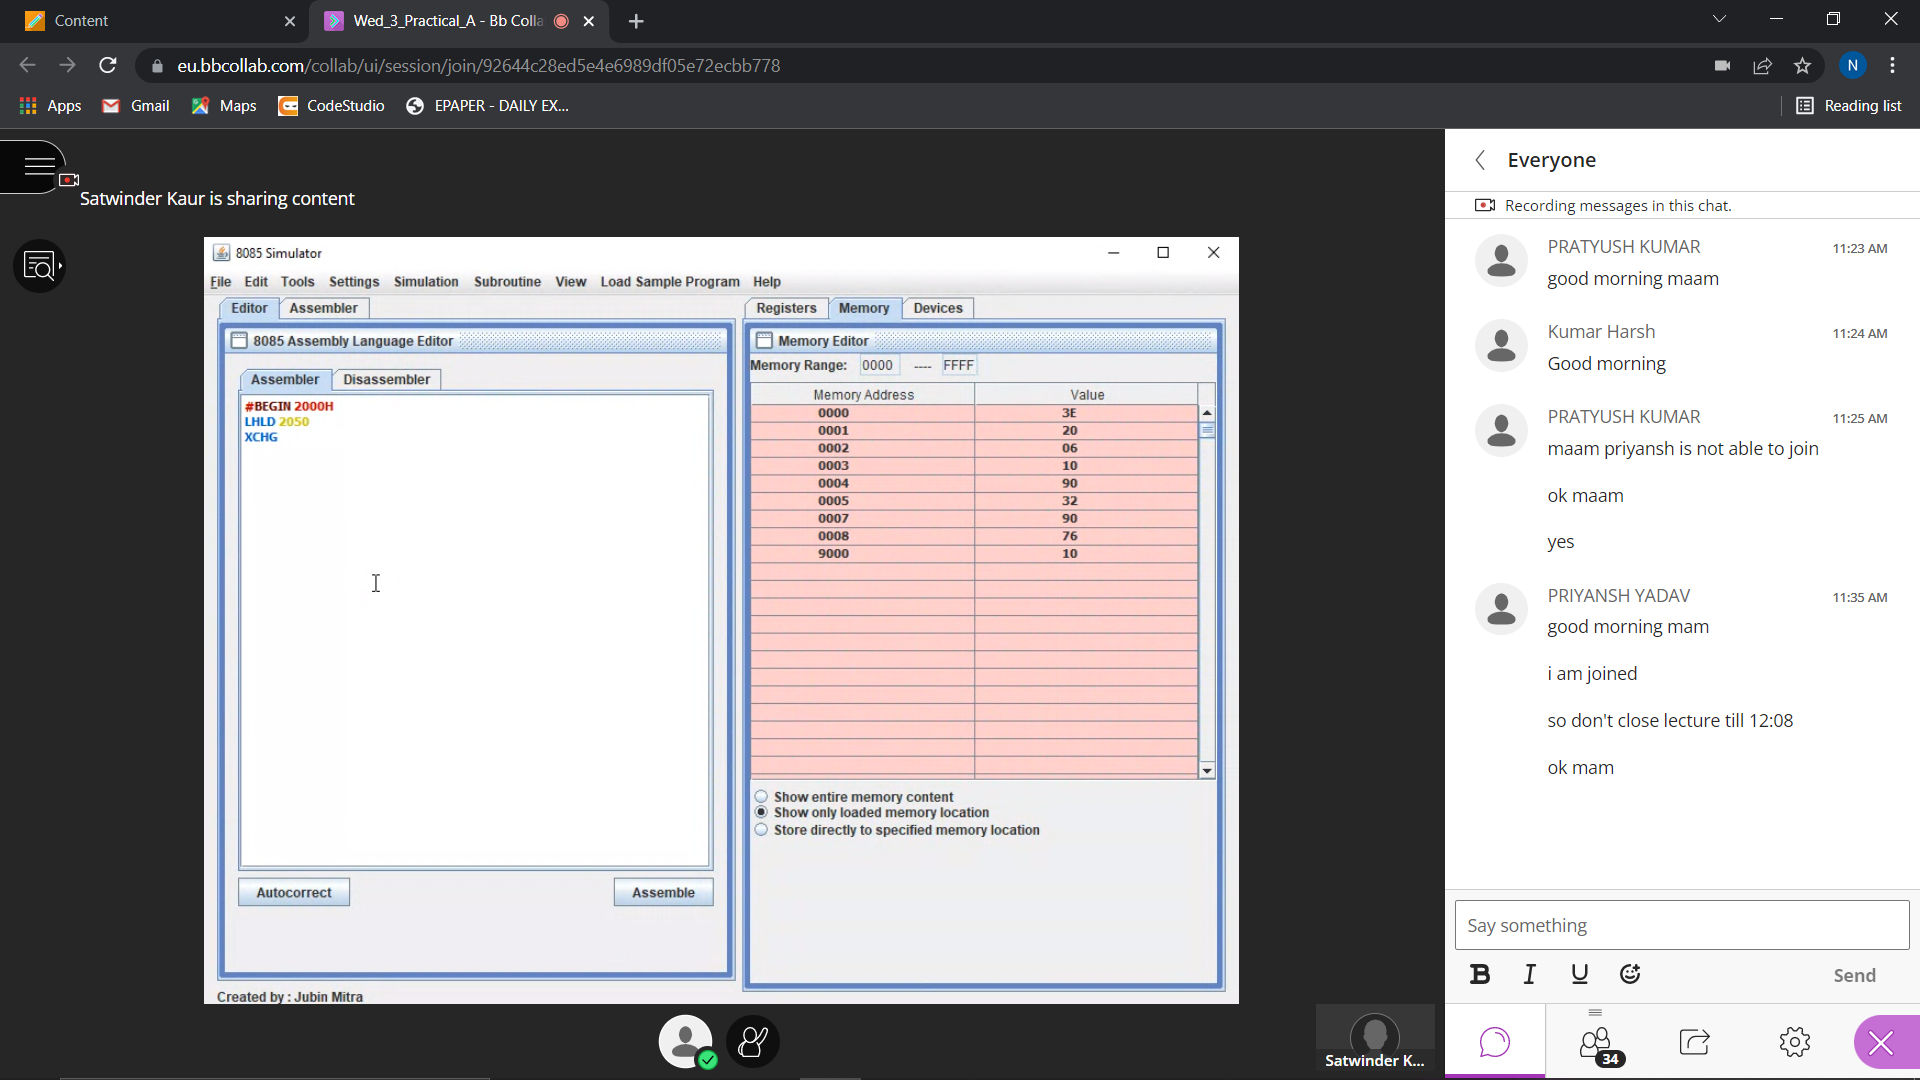 Content
Wed_3_Practical_A - Bb Colla
eu.bbcollab.com/collab/ui/session/join/92644c28ed5e4e6989df05e72ecbb778
N
Apps
Gmail
Maps
CodeStudio
EPAPER - DAILY EX...
Reading list
Satwinder Kaur is sharing content
8085 Simulator
File Edit Tools Settings Simulation Subroutine View Load Sample Program Help
Editor Assembler
8085 Assembly Language Editor
Assembler Disassembler
#BEGIN 2000H
LHLD 2050
XCHG
Autocorrect
Assemble
Created by : Jubin Mitra
Registers Memory Devices
Memory Editor
Memory Range: 0000 ---- FFFF
Memory Address Value
0000 3E
0001 20
0002 06
0003 10
0004 90
0005 32
0007 90
0008 76
9000 10
Show entire memory content
Show only loaded memory location
Store directly to specified memory location
Satwinder K...
Everyone
Recording messages in this chat.
PRATYUSH KUMAR 11:23 AM
good morning maam
Kumar Harsh 11:24 AM
Good morning
PRATYUSH KUMAR 11:25 AM
maam priyansh is not able to join
ok maam
yes
PRIYANSH YADAV 11:35 AM
good morning mam
i am joined
so don't close lecture till 12:08
ok mam
Say something
B I U
Send
34